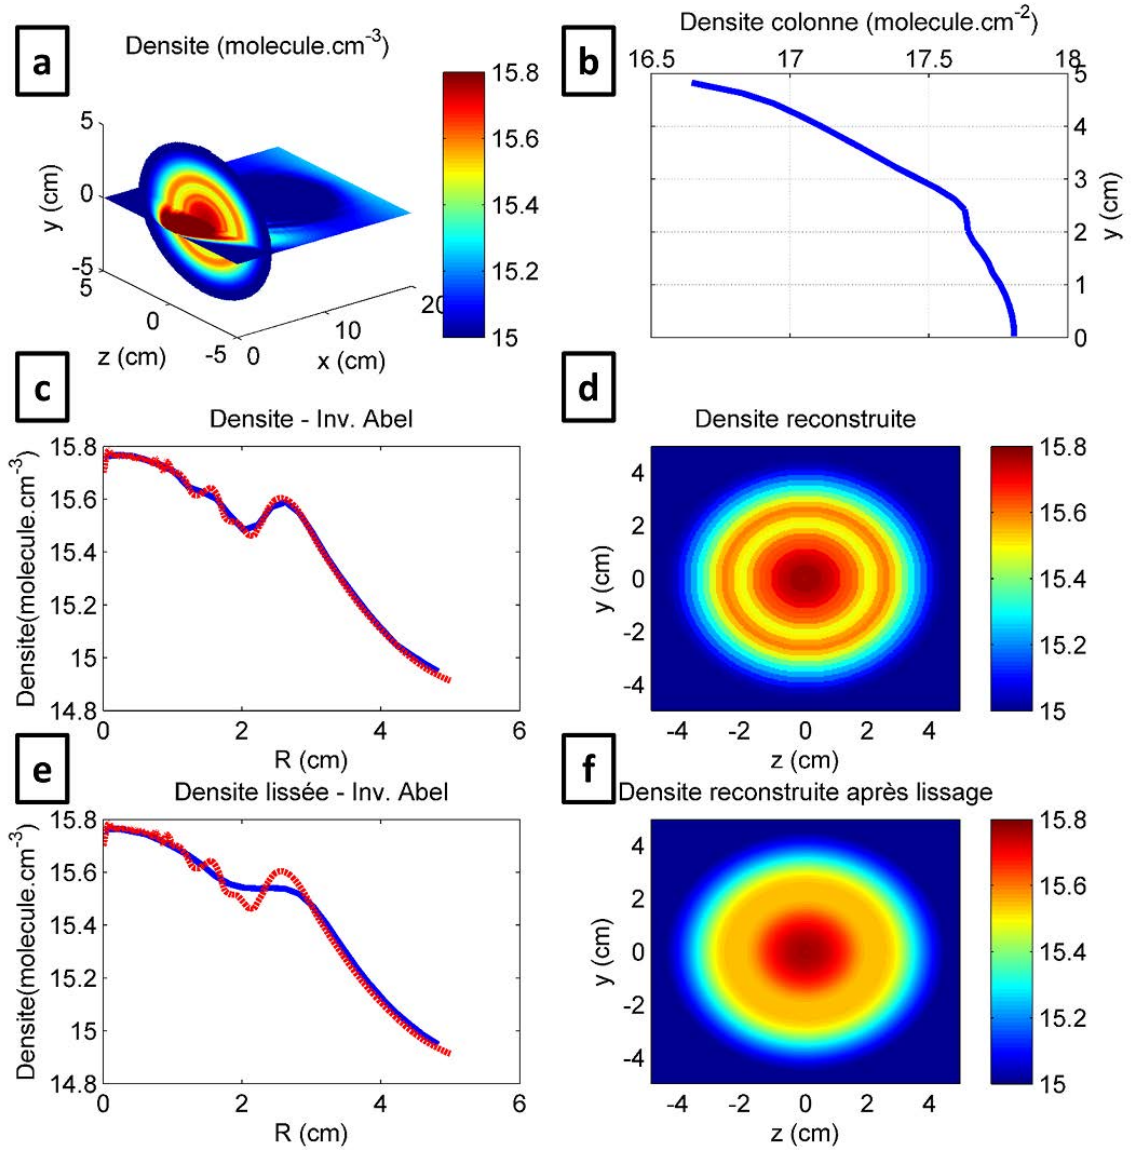 a
Densite (molecule.cm-3)
5
0
-5
y (cm)
5
0
-5
z (cm)
0
10
20
x (cm)
15.8
15.6
15.4
15.2
15
b
Densite colonne (molecule.cm-2)
16.5 17 17.5 18
5
4
3
2
1
0
y (cm)
c
Densite - Inv. Abel
15.8
15.6
15.4
15.2
15
14.8
Densite(molecule.cm-3)
0 2 4 6
R (cm)
d
Densite reconstruite
4
2
0
-2
-4
y (cm)
-4 -2 0 2 4
z (cm)
15.8
15.6
15.4
15.2
15
e
Densite lissée - Inv. Abel
15.8
15.6
15.4
15.2
15
14.8
Densite(molecule.cm-3)
0 2 4 6
R (cm)
f
Densite reconstruite après lissage
4
2
0
-2
-4
y (cm)
-4 -2 0 2 4
z (cm)
15.8
15.6
15.4
15.2
15